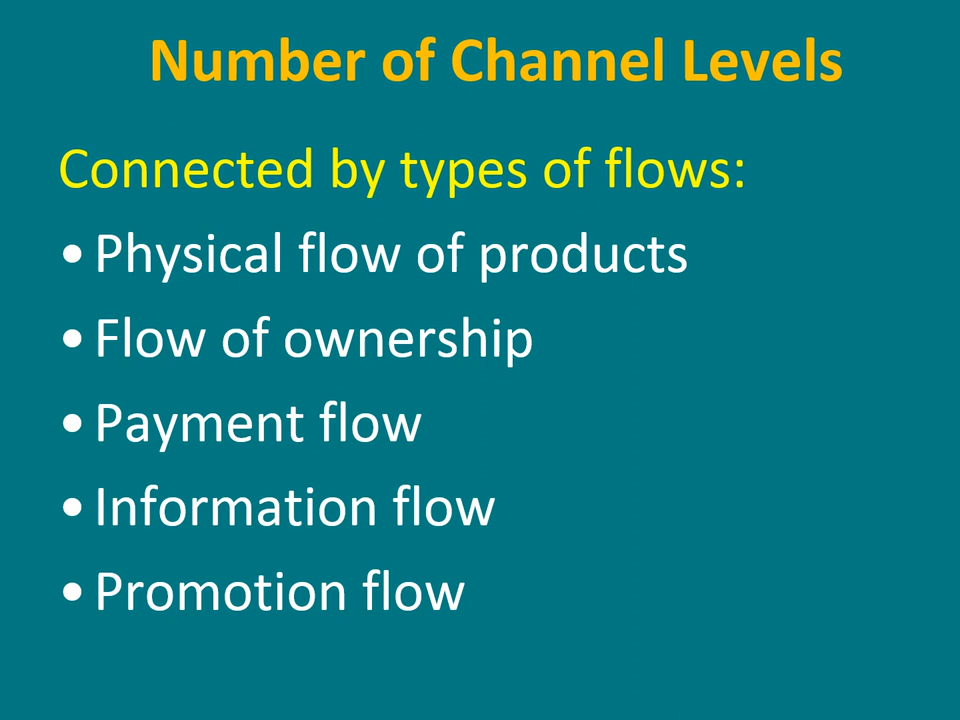 Number of Channel Levels
Connected by types of flows:
•Physical flow of products
•Flow of ownership
•Payment flow
•Information flow
•Promotion flow